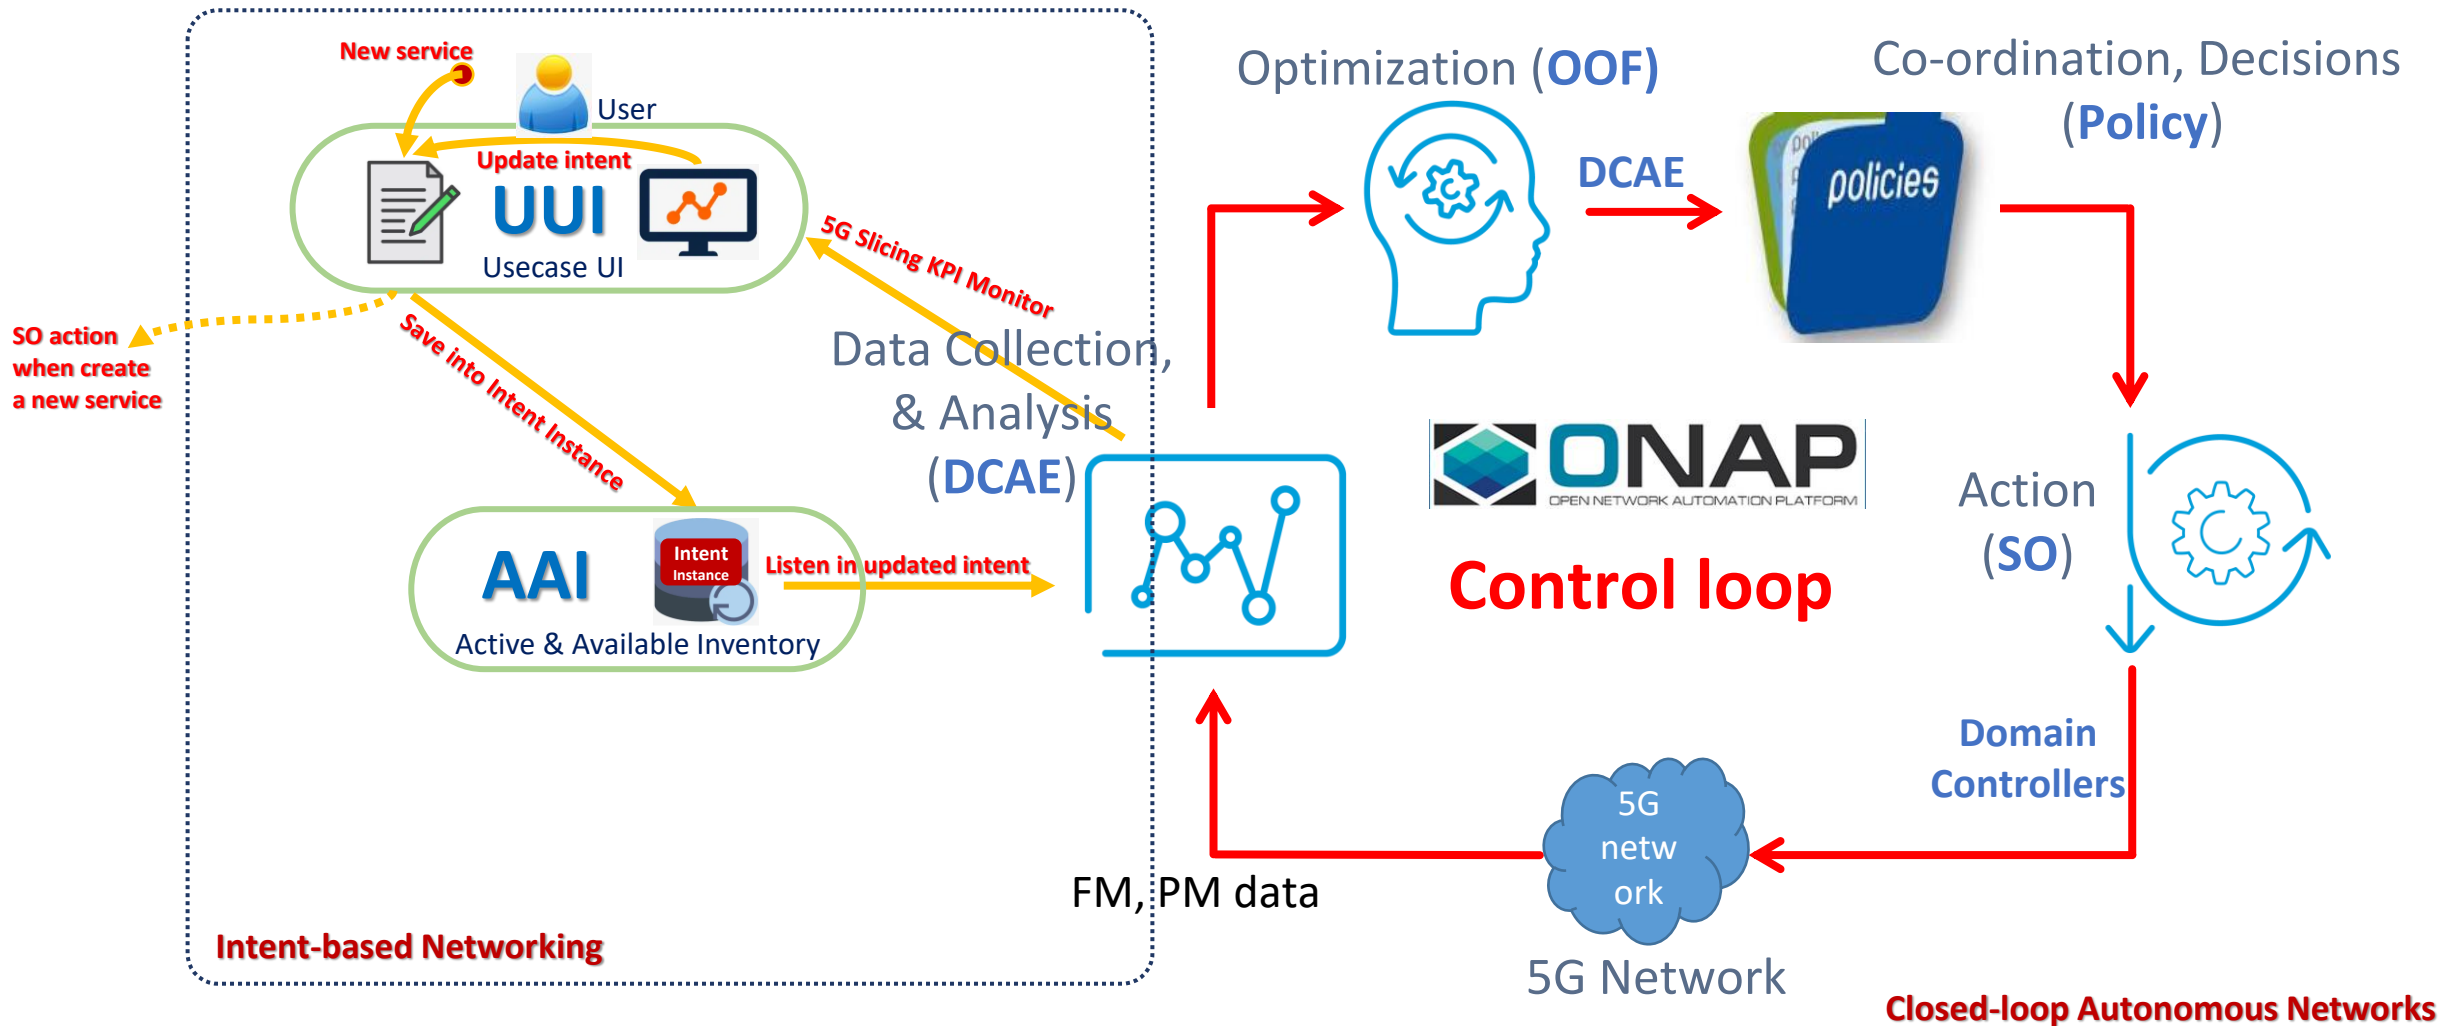 New service
User
Update intent
UUI
Usecase UI
SO action
when create
a new service
Save into Intent Instance
5G Slicing KPI Monitor
AAI
Intent
Instance
Active & Available Inventory
Listen in updated intent
Intent-based Networking
Data Collection,
& Analysis
(DCAE)
Optimization (OOF)
DCAE
Co-ordination, Decisions
(Policy)
policies
ONAP
OPEN NETWORK AUTOMATION PLATFORM
Control loop
Action
(SO)
Domain
Controllers
5G
netw
ork
5G Network
FM, PM data
Closed-loop Autonomous Networks